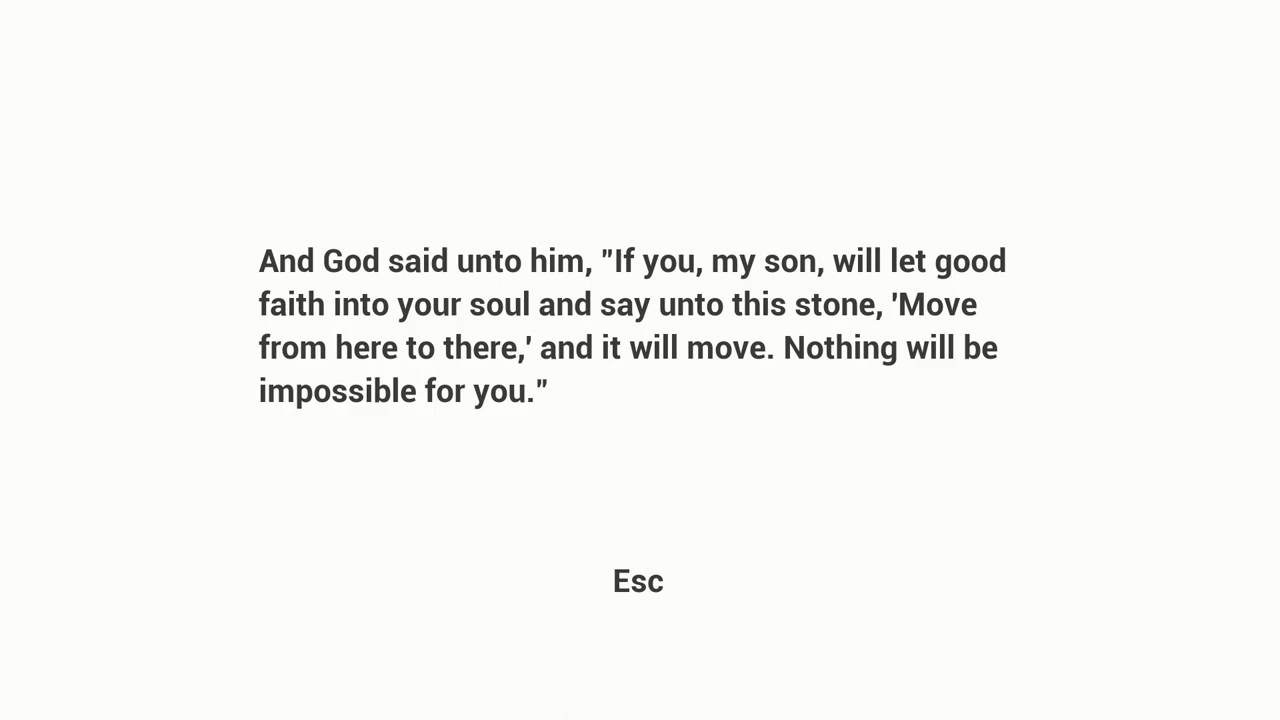 And God said unto him, "If you, my son, will let good
faith into your soul and say unto this stone, 'Move
from here to there,' and it will move. Nothing will be
impossible for you."
Esc